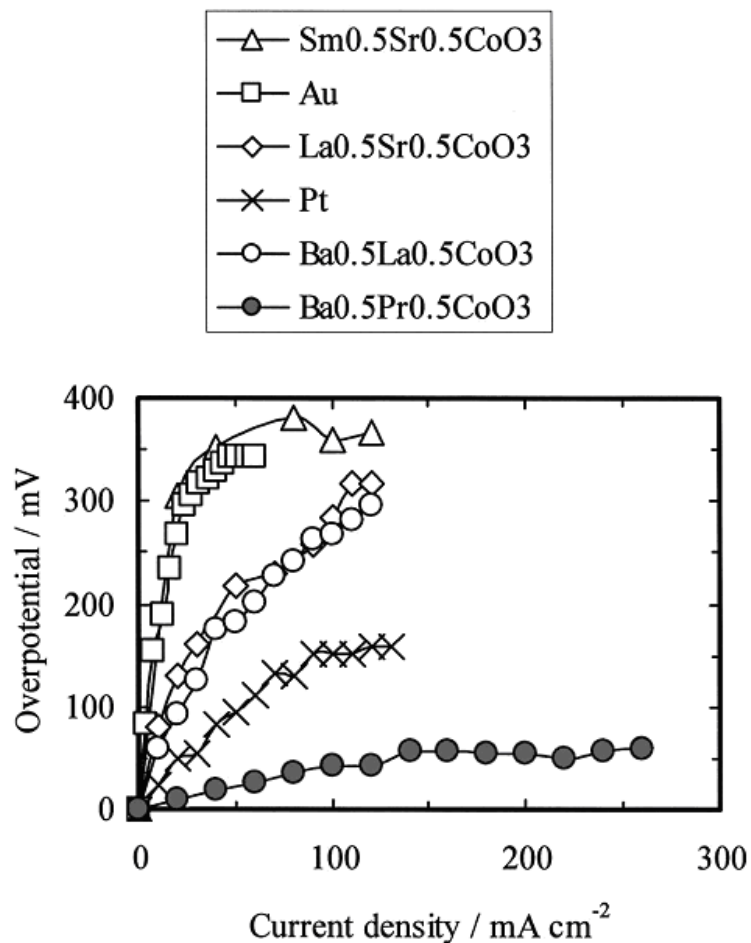 Sm0.5Sr0.5CoO3
Au
La0.5Sr0.5CoO3
Pt
Ba0.5La0.5CoO3
Ba0.5Pr0.5CoO3
400
300
200
100
0
Overpotential / mV
0 100 200 300
Current density / mA cm⁻²